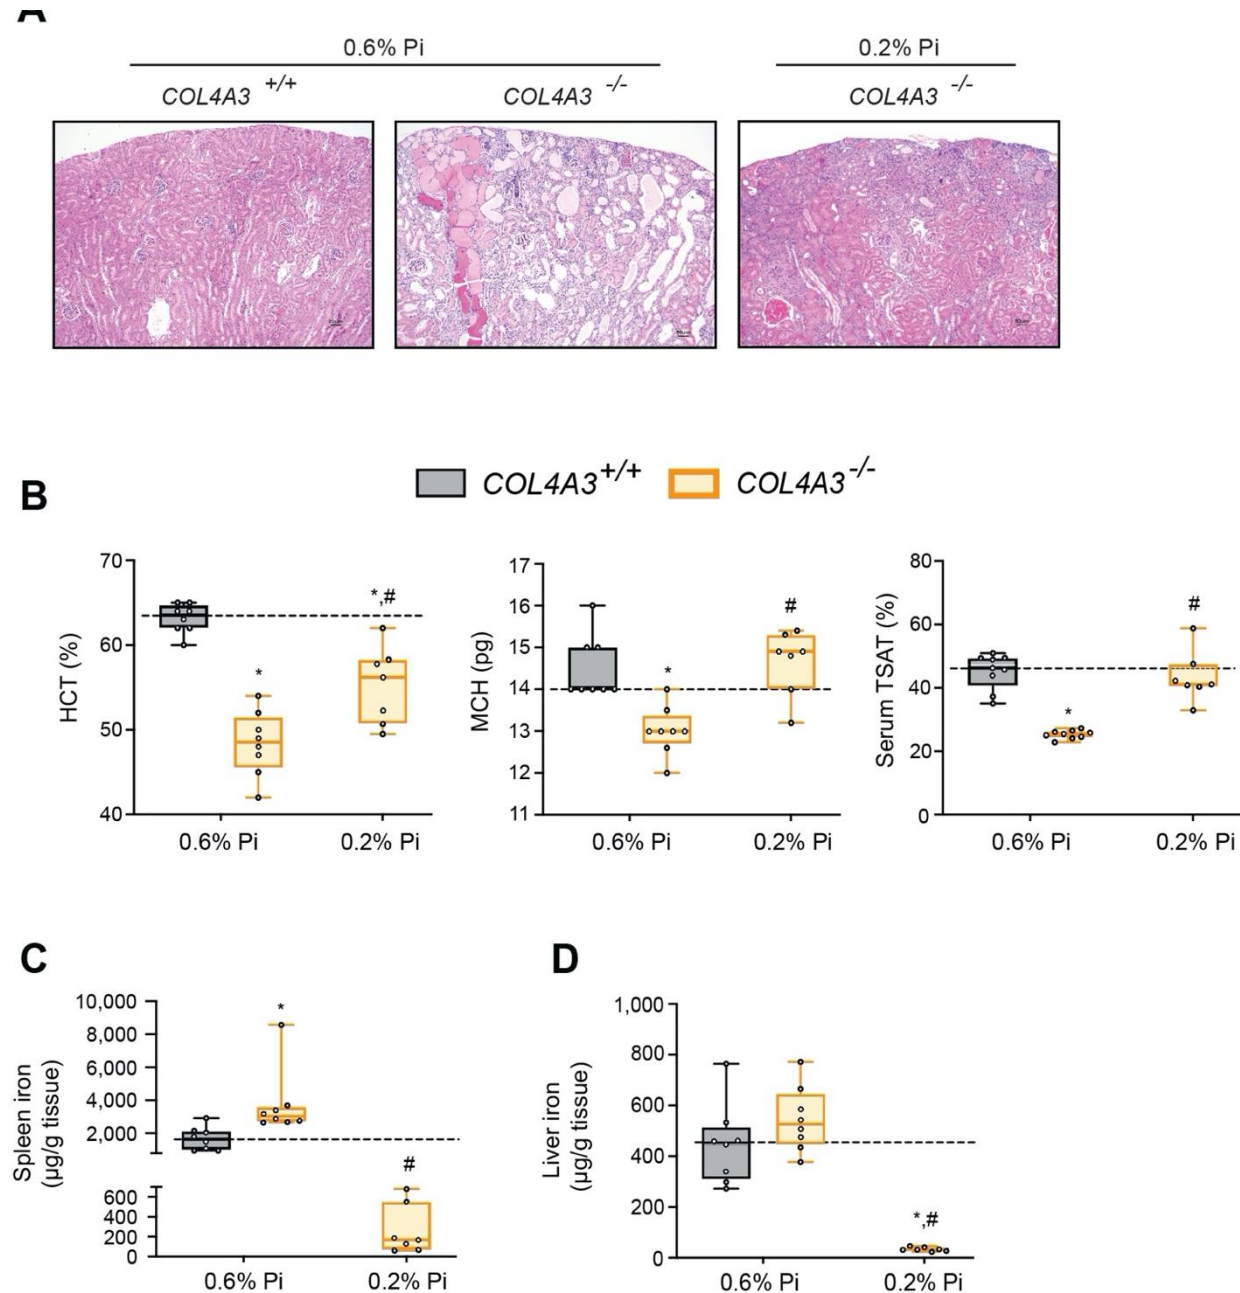 A
0.6% Pi 0.2% Pi
COL4A3 +/+ COL4A3 -/- COL4A3 -/-
B
COL4A3+/+ COL4A3-/-
HCT (%)
70
60
50
40
*
*,#
0.6% Pi 0.2% Pi
MCH (pg)
17
16
15
14
13
12
11
*
#
0.6% Pi 0.2% Pi
Serum TSAT (%)
80
60
40
20
0
*
#
0.6% Pi 0.2% Pi
C
Spleen iron
(µg/g tissue)
10,000
8,000
6,000
4,000
2,000
600
400
200
0
*
#
0.6% Pi 0.2% Pi
D
Liver iron
(µg/g tissue)
1,000
800
600
400
200
0
*,#
0.6% Pi 0.2% Pi